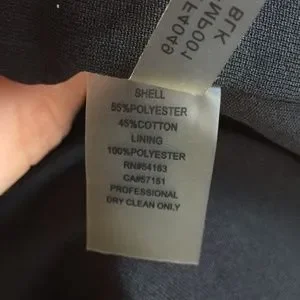 BLK
MP001
F4049
SHELL
55%POLYESTER
45%COTTON
LINING
100%POLYESTER
RN#54163
CA#57151
PROFESSIONAL
DRY CLEAN ONLY